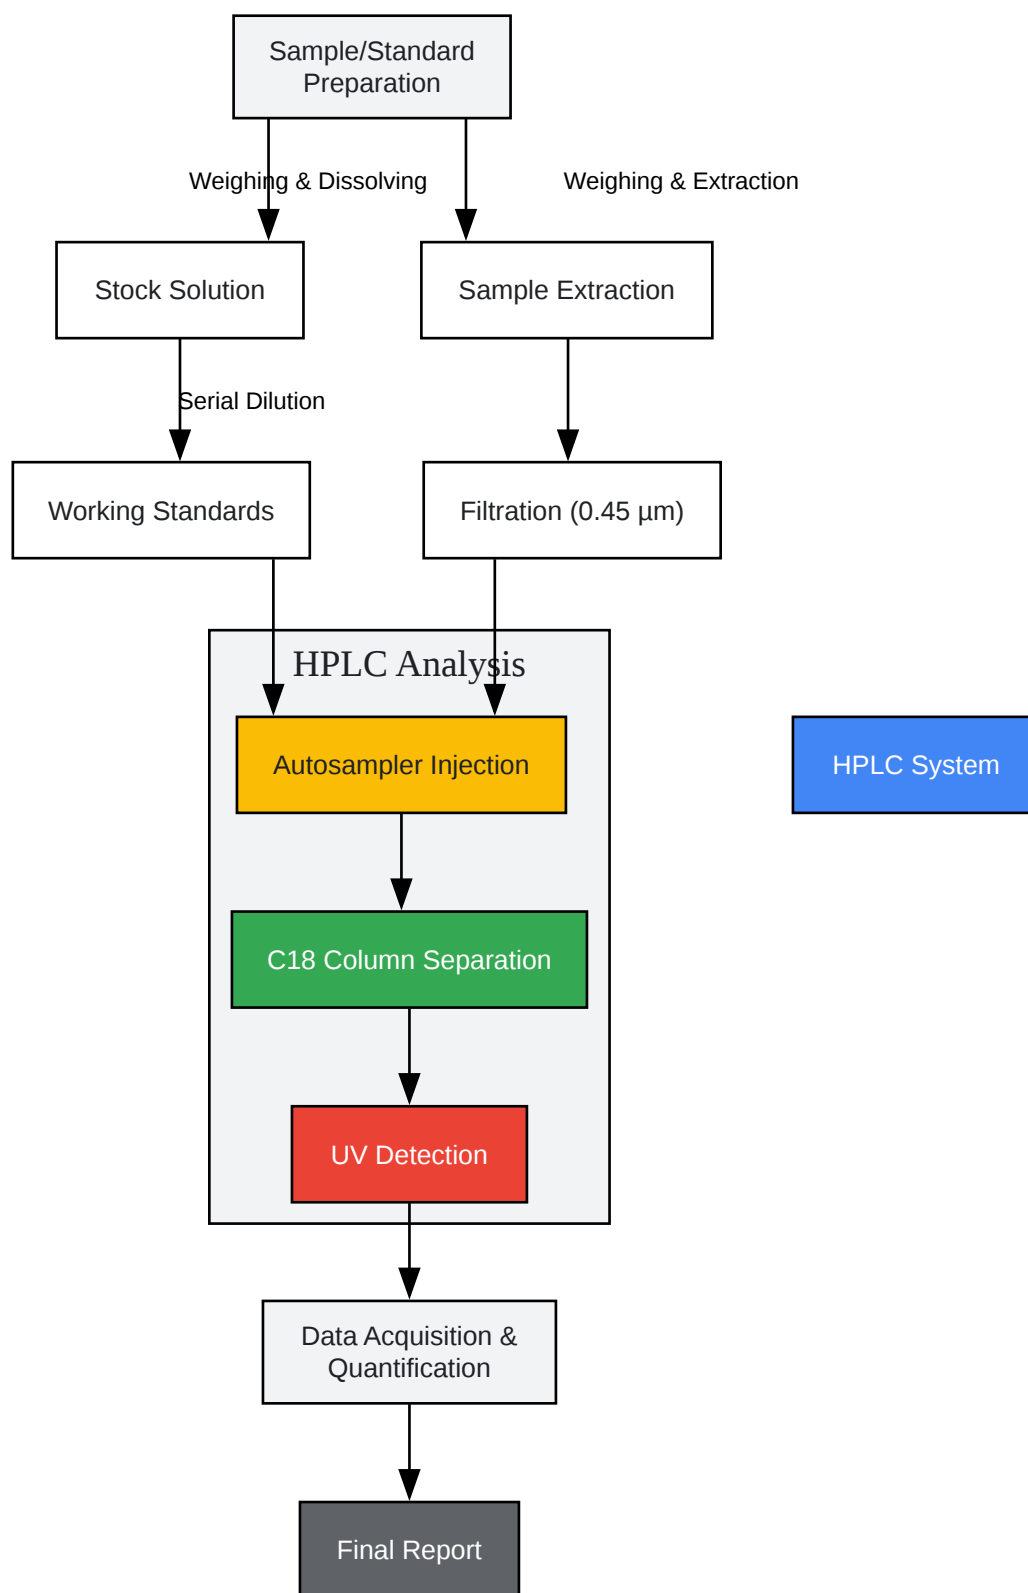 Sample/Standard
Preparation
Weighing & Dissolving
Weighing & Extraction
Stock Solution
Sample Extraction
Serial Dilution
Working Standards
Filtration (0.45 µm)
HPLC Analysis
Autosampler Injection
HPLC System
C18 Column Separation
UV Detection
Data Acquisition &
Quantification
Final Report